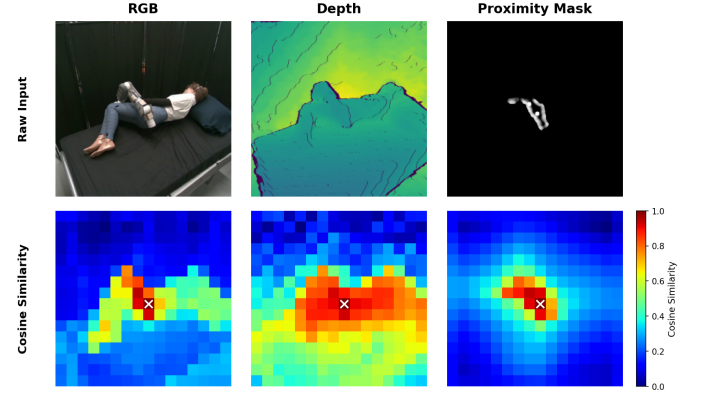 RGB
Depth
Proximity Mask
Raw Input
Cosine Similarity
1.0
0.8
0.6
0.4
0.2
0.0
Cosine Similarity